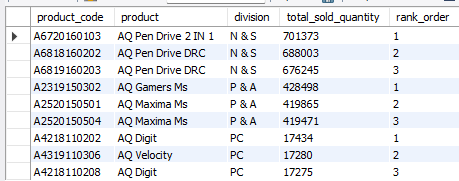 product_code product division total_sold_quantity rank_order
A6720160103 AQ Pen Drive 2 IN 1 N & S 701373 1
A6818160202 AQ Pen Drive DRC N & S 688003 2
A6819160203 AQ Pen Drive DRC N & S 676245 3
A2319150302 AQ Gamers Ms P & A 428498 1
A2520150501 AQ Maxima Ms P & A 419865 2
A2520150504 AQ Maxima Ms P & A 419471 3
A4218110202 AQ Digit PC 17434 1
A4319110306 AQ Velocity PC 17280 2
A4218110208 AQ Digit PC 17275 3